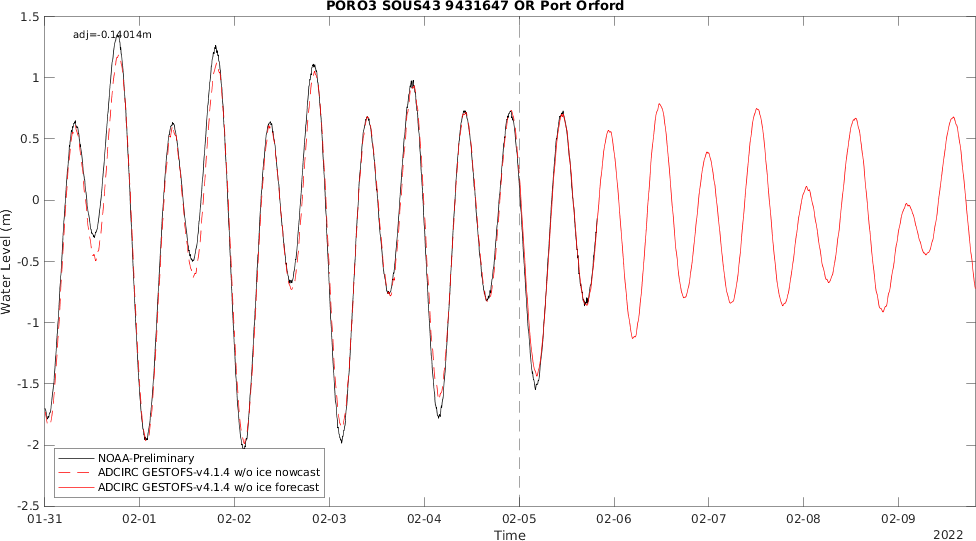 PORO3 SOUS43 9431647 OR Port Orford
adj=-0.14014m
1.5
1
0.5
0
-0.5
-1
-1.5
-2
-2.5
Water Level (m)
NOAA-Preliminary
ADCIRC GESTOFS-v4.1.4 w/o ice nowcast
ADCIRC GESTOFS-v4.1.4 w/o ice forecast
01-31 02-01 02-02 02-03 02-04 02-05 02-06 02-07 02-08 02-09
Time
2022